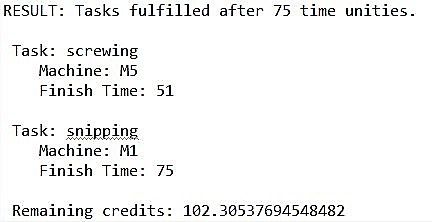 RESULT: Tasks fulfilled after 75 time unities.
Task: screwing
Machine: M5
Finish Time: 51
Task: snipping
Machine: M1
Finish Time: 75
Remaining credits: 102.30537694548482